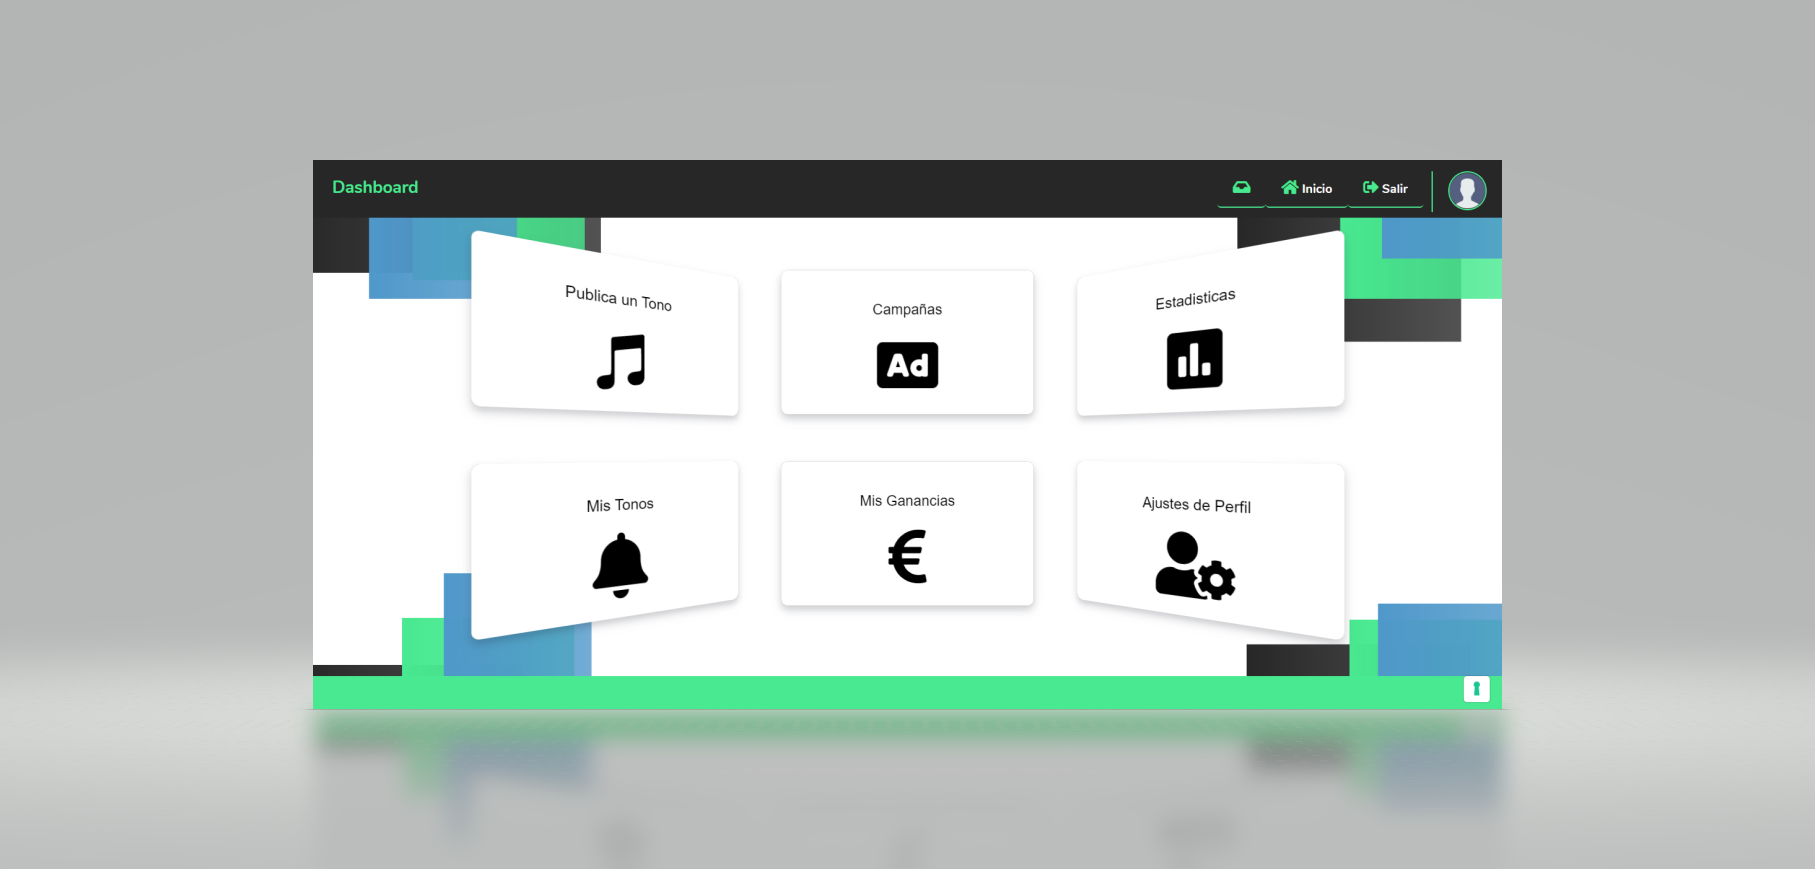 Dashboard
Inicio
Salir
Publica un Tono
Campañas
Estadisticas
Ad
Mis Tonos
Mis Ganancias
Ajustes de Perfil
€